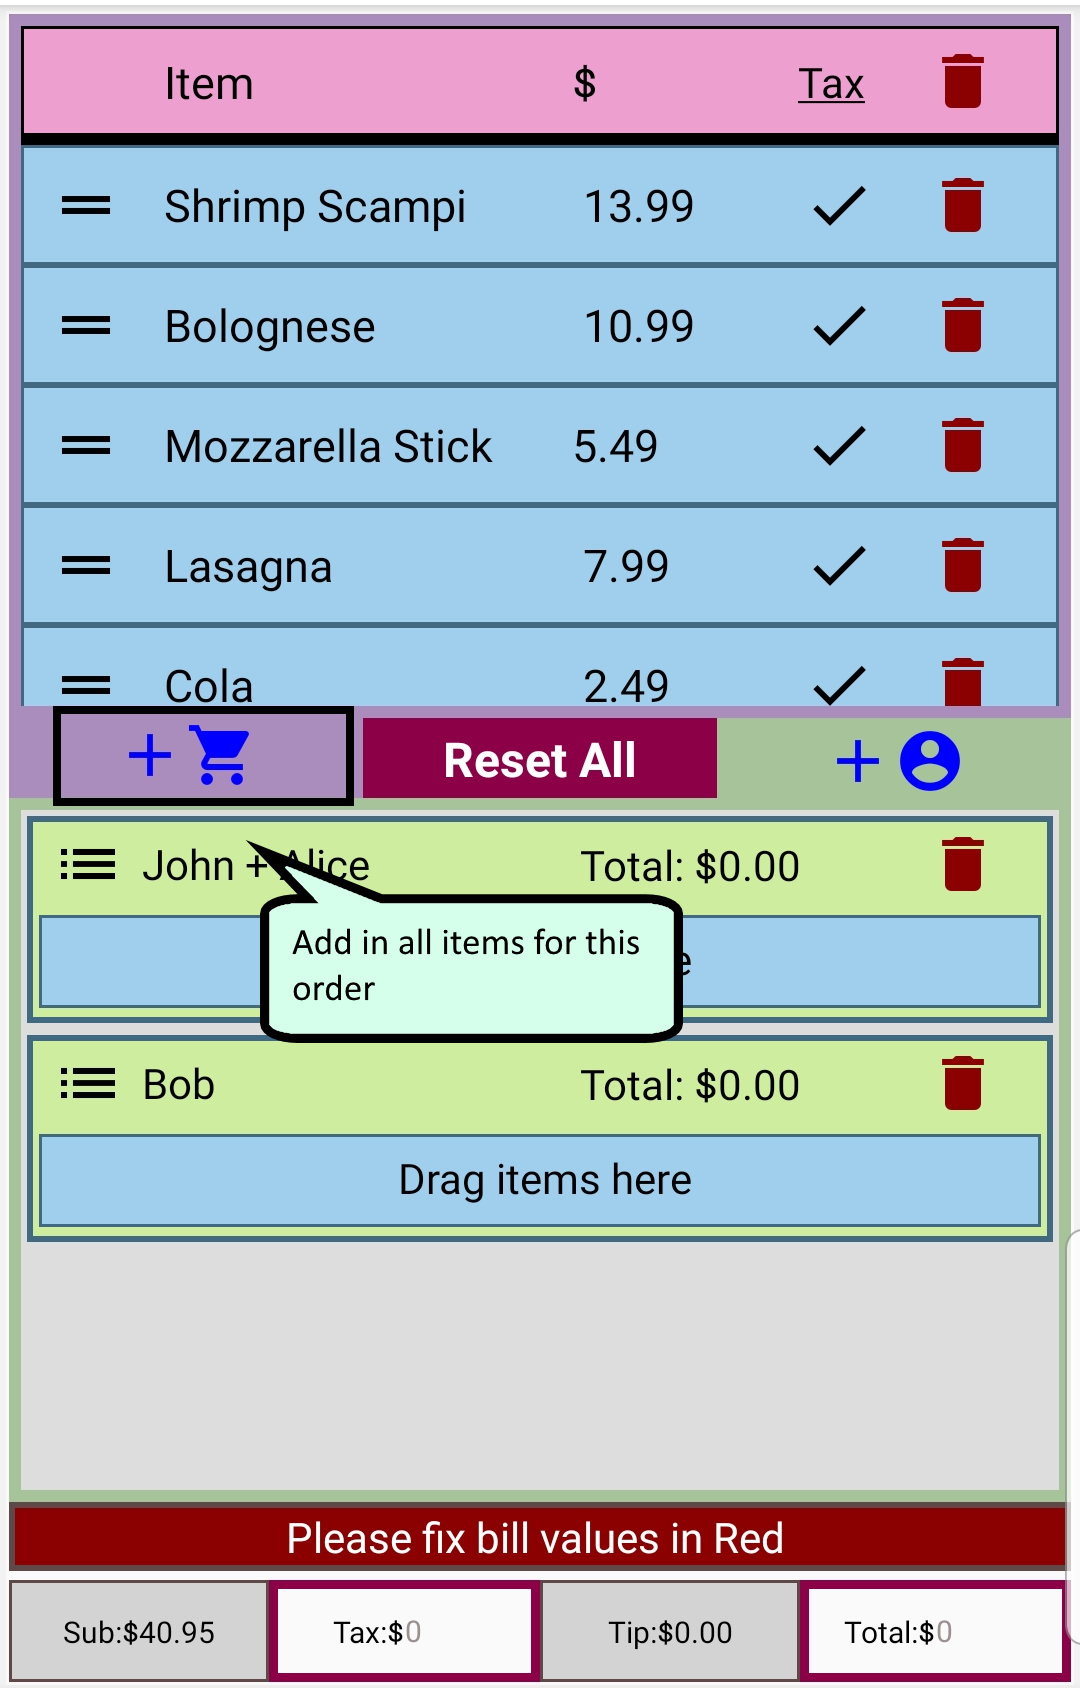 Item $ Tax
Shrimp Scampi 13.99
Bolognese 10.99
Mozzarella Stick 5.49
Lasagna 7.99
Cola 2.49
+ Reset All +
John + Alice Total: $0.00
Add in all items for this
order
Bob Total: $0.00
Drag items here
Please fix bill values in Red
Sub:$40.95 Tax:$0 Tip:$0.00 Total:$0